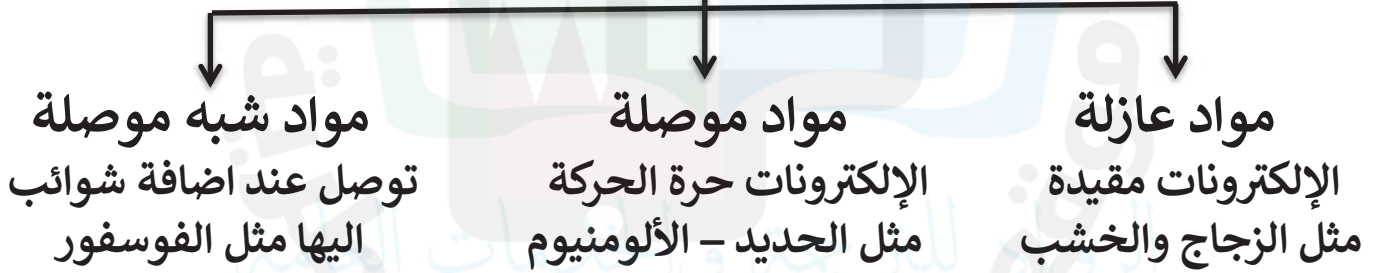 مواد عازلة
الإلكترونات مقيدة
مثل الزجاج والخشب
مواد موصلة
الإلكترونات حرة الحركة
مثل الحديد – الألومنيوم
مواد شبه موصلة
توصل عند اضافة شوائب
اليها مثل الفوسفور